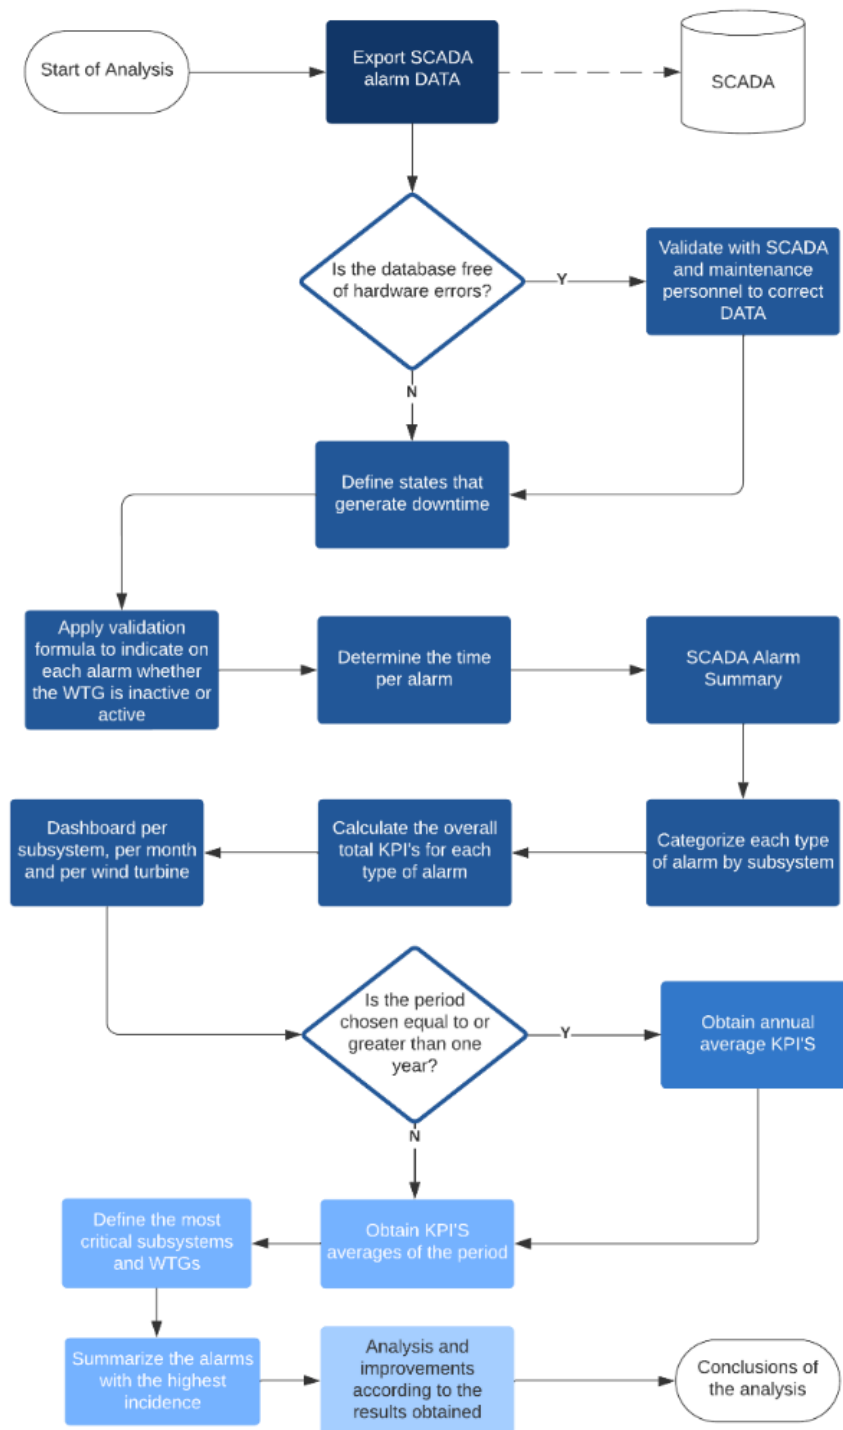 Start of Analysis
Export SCADA
alarm DATA
SCADA
Is the database free
of hardware errors?
Y
Validate with SCADA
and maintenance
personnel to correct
DATA
N
Define states that
generate downtime
Apply validation
formula to indicate on
each alarm whether
the WTG is inactive or
active
Determine the time
per alarm
SCADA Alarm
Summary
Dashboard per
subsystem, per month
and per wind turbine
Calculate the overall
total KPI's for each
type of alarm
Categorize each type
of alarm by subsystem
Is the period
chosen equal to or
greater than one
year?
Y
Obtain annual
average KPI'S
N
Define the most
critical subsystems
and WTGs
Obtain KPI'S
averages of the period
Summarize the alarms
with the highest
incidence
Analysis and
improvements
according to the
results obtained
Conclusions of
the analysis